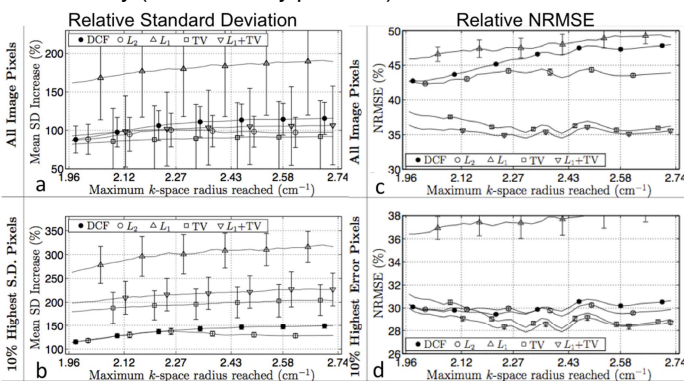 Relative Standard Deviation
Relative NRMSE
All Image Pixels
Mean SD Increase (%)
200
150
100
50
DCF L₂ L₁ TV L₁+TV
a
1.96 2.12 2.27 2.43 2.58 2.74
Maximum k-space radius reached (cm⁻¹)
All Image Pixels
NRMSE (%)
50
45
40
35
30
DCF L₂ L₁ TV L₁+TV
c
1.96 2.12 2.27 2.43 2.58 2.74
Maximum k-space radius reached (cm⁻¹)
10% Highest S.D. Pixels
Mean SD Increase (%)
350
300
250
200
150
100
DCF L₂ L₁ TV L₁+TV
b
1.96 2.12 2.27 2.43 2.58 2.74
Maximum k-space radius reached (cm⁻¹)
10% Highest Error Pixels
NRMSE (%)
38
36
34
32
30
28
26
DCF L₂ L₁ TV L₁+TV
d
1.96 2.12 2.27 2.43 2.58 2.74
Maximum k-space radius reached (cm⁻¹)